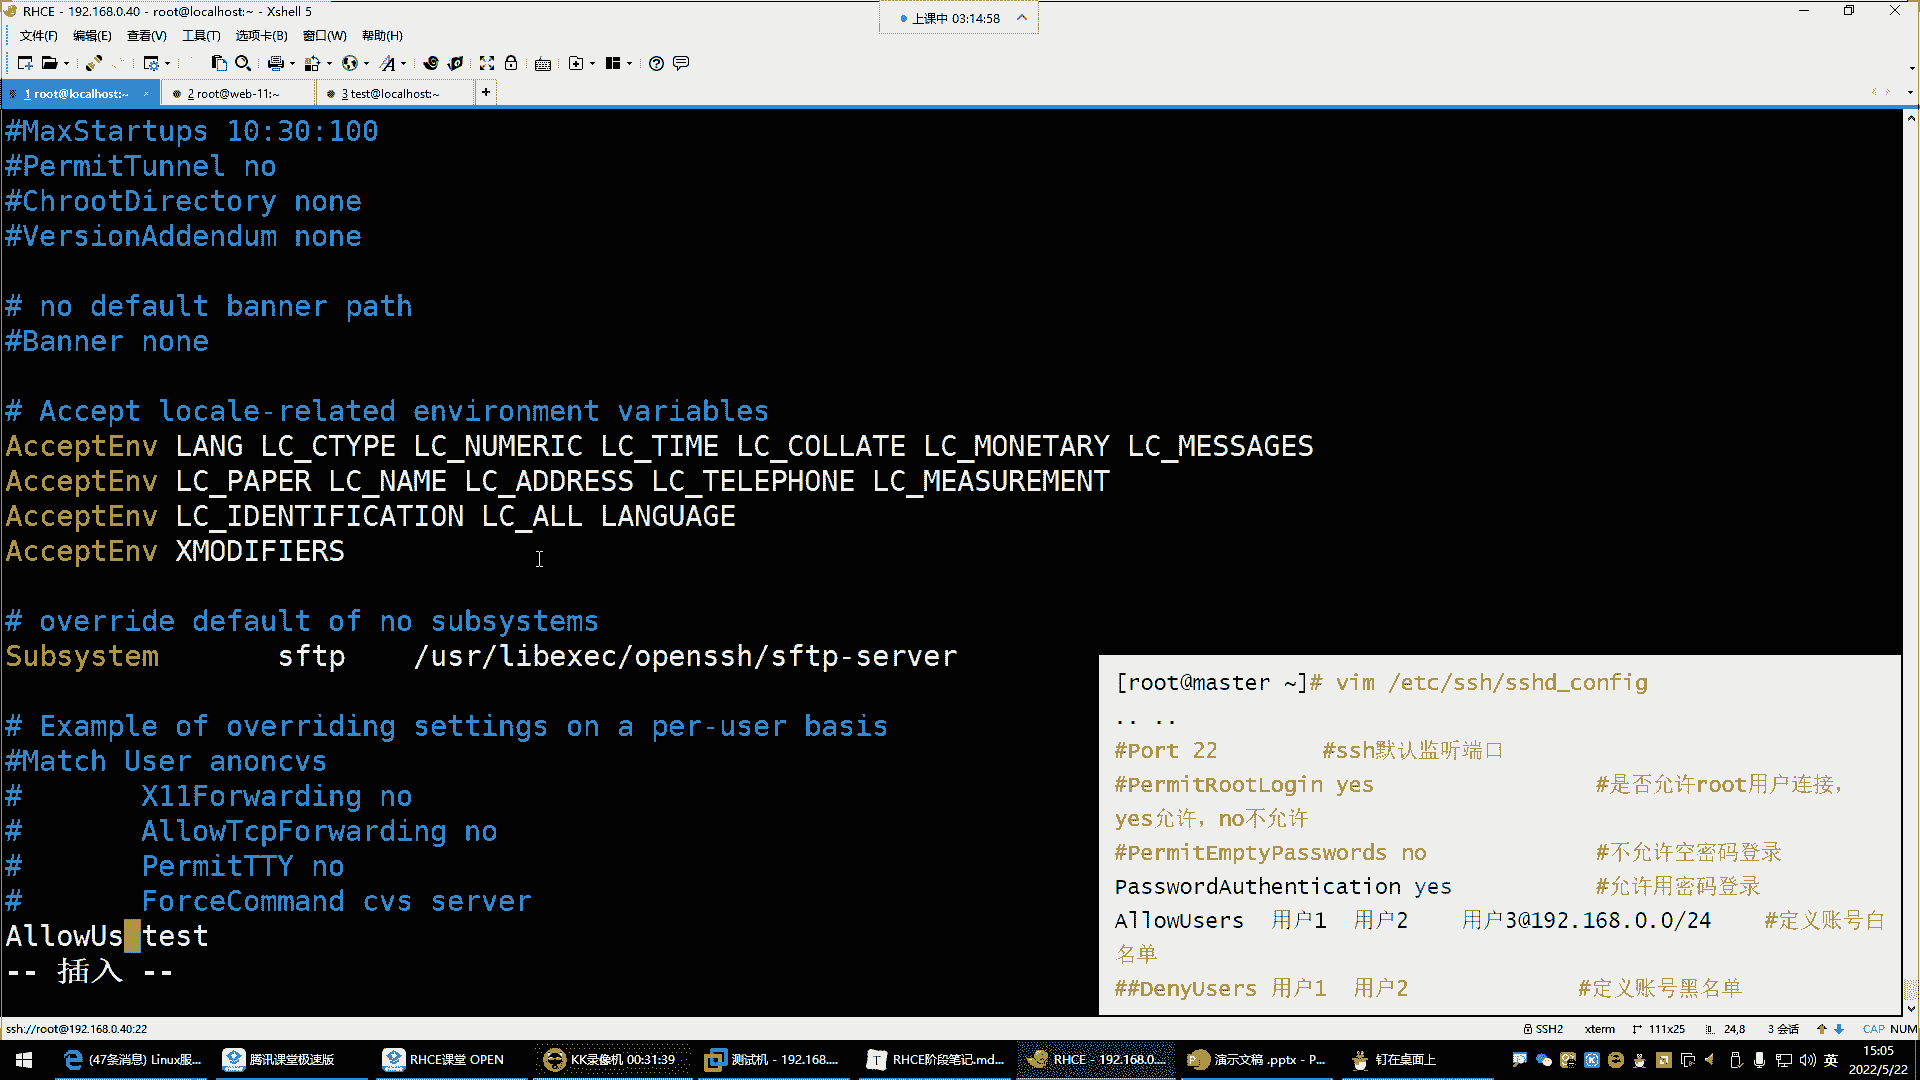 RHCE - 192.168.0.40 - root@localhost:~ - Xshell 5
上课中 03:14:58
文件(F) 编辑(E) 查看(V) 工具(T) 选项卡(B) 窗口(W) 帮助(H)
1 root@localhost:~ 2 root@web-11:~ 3 test@localhost:~
#MaxStartups 10:30:100
#PermitTunnel no
#ChrootDirectory none
#VersionAddendum none
# no default banner path
#Banner none
# Accept locale-related environment variables
AcceptEnv LANG LC_CTYPE LC_NUMERIC LC_TIME LC_COLLATE LC_MONETARY LC_MESSAGES
AcceptEnv LC_PAPER LC_NAME LC_ADDRESS LC_TELEPHONE LC_MEASUREMENT
AcceptEnv LC_IDENTIFICATION LC_ALL LANGUAGE
AcceptEnv XMODIFIERS
# override default of no subsystems
Subsystem sftp /usr/libexec/openssh/sftp-server
# Example of overriding settings on a per-user basis
#Match User anoncvs
# X11Forwarding no
# AllowTcpForwarding no
# PermitTTY no
# ForceCommand cvs server
AllowUs test
-- 插入 --
[root@master ~]# vim /etc/ssh/sshd_config
.. ..
#Port 22 #ssh默认监听端口
#PermitRootLogin yes #是否允许root用户连接，
yes允许，no不允许
#PermitEmptyPasswords no #不允许空密码登录
PasswordAuthentication yes #允许用密码登录
AllowUsers 用户1 用户2 用户3@192.168.0.0/24 #定义账号白
名单
##DenyUsers 用户1 用户2 #定义账号黑名单
ssh://root@192.168.0.40:22 SSH2 xterm 111x25 24,8 3 会话 CAP NUM
(47条消息) Linux服... 腾讯课堂极速版 RHCE课堂 OPEN KK录像机 00:31:39 测试机 - 192.168.... RHCE阶段笔记.md... RHCE - 192.168.0.... 演示文稿 .pptx - P... 钉在桌面上 英 15:05
2022/5/22